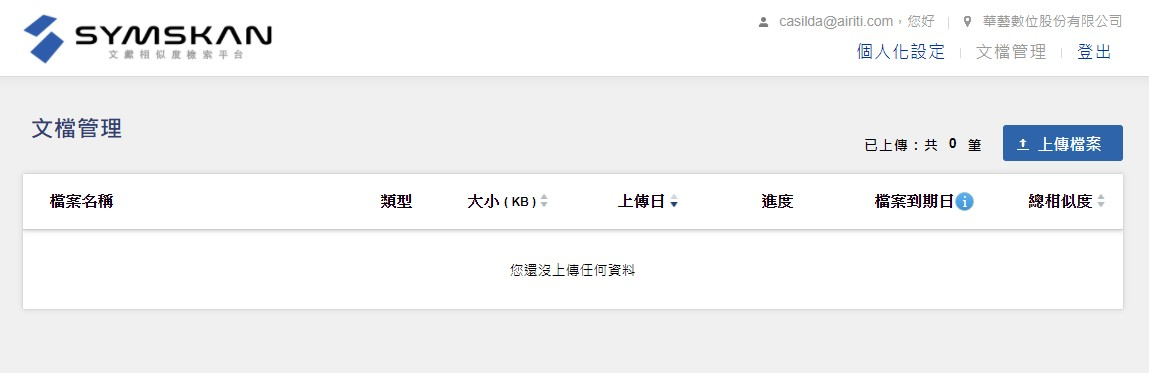 SYMSKAN
文獻相似度檢索平台
casilda@airiti.com，您好 | 華藝數位股份有限公司
個人化設定 | 文檔管理 | 登出
文檔管理
已上傳：共 0 筆 上傳檔案
檔案名稱 類型 大小 ( KB ) 上傳日 進度 檔案到期日 i 總相似度
您還沒上傳任何資料